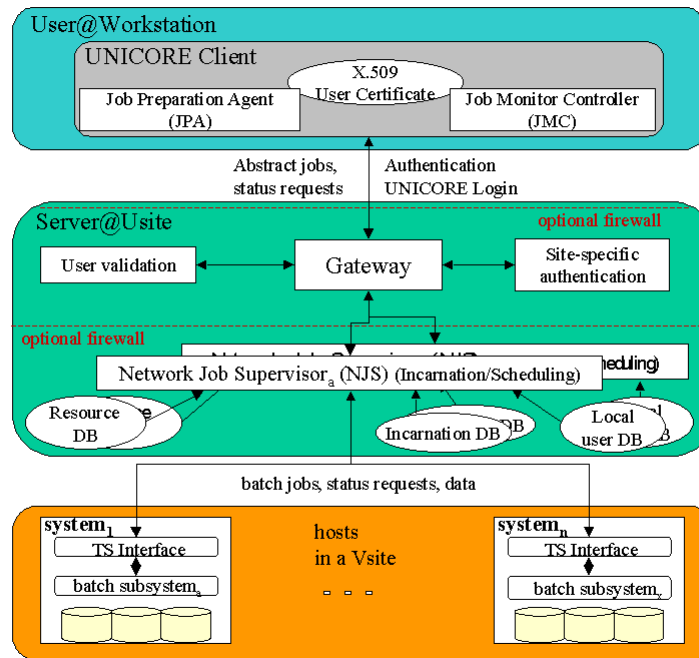 User@Workstation
UNICORE Client
X.509
User Certificate
Job Preparation Agent
(JPA)
Job Monitor Controller
(JMC)
Abstract jobs,
status requests
Authentication
UNICORE Login
Server@Usite
optional firewall
User validation
Gateway
Site-specific
authentication
optional firewall
Network Job Supervisorₐ (NJS) (Incarnation/Scheduling)
Resource
DB
Incarnation DB
DB
Local
user DB
batch jobs, status requests, data
system₁
TS Interface
batch subsystemₐ
hosts
in a Vsite
- - -
systemₙ
TS Interface
batch subsystemₓ